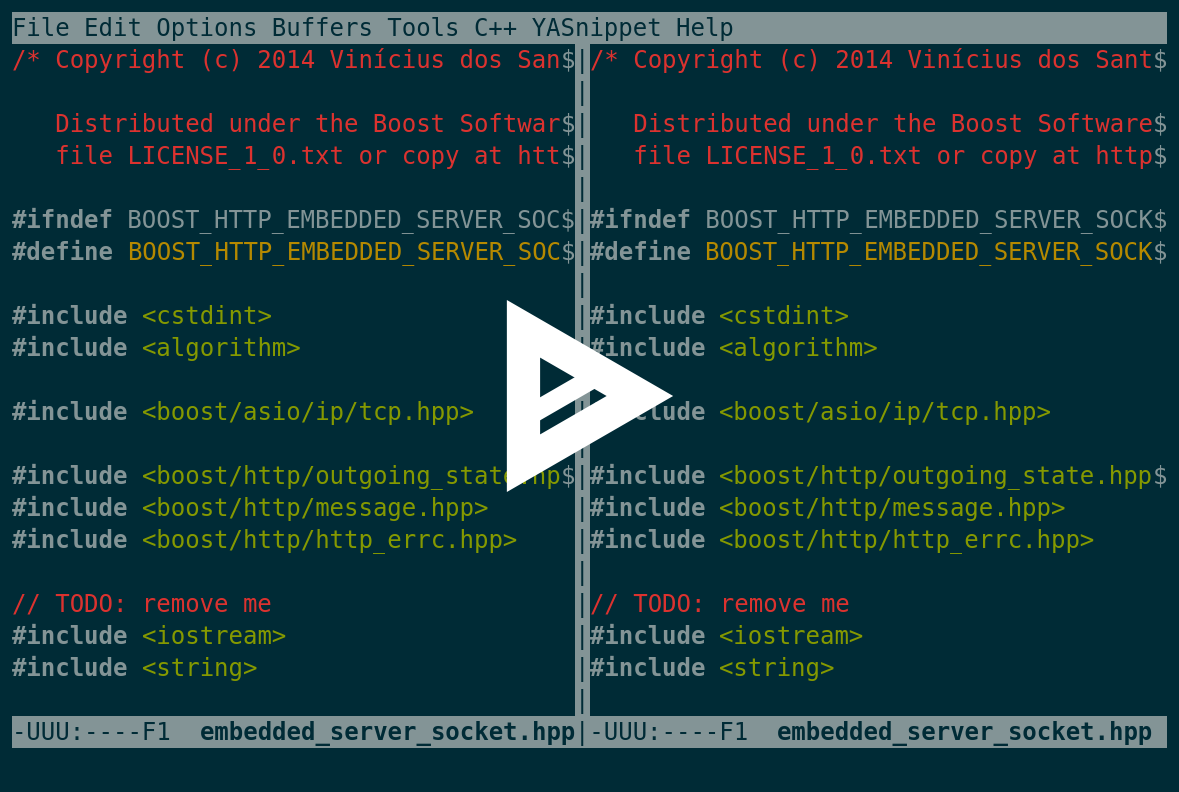 File Edit Options Buffers Tools C++ YASnippet Help
/* Copyright (c) 2014 Vinícius dos San$|/* Copyright (c) 2014 Vinícius dos Sant$
Distributed under the Boost Softwar$| Distributed under the Boost Software$
file LICENSE_1_0.txt or copy at htt$| file LICENSE_1_0.txt or copy at http$
#ifndef BOOST_HTTP_EMBEDDED_SERVER_SOC$|#ifndef BOOST_HTTP_EMBEDDED_SERVER_SOCK$
#define BOOST_HTTP_EMBEDDED_SERVER_SOC$|#define BOOST_HTTP_EMBEDDED_SERVER_SOCK$
#include <cstdint> |#include <cstdint>
#include <algorithm> #include <algorithm>
#include <boost/asio/ip/tcp.hpp> <boost/asio/ip/tcp.hpp>
#include <boost/http/outgoing_state.hp$|#include <boost/http/outgoing_state.hpp$
#include <boost/http/message.hpp> |#include <boost/http/message.hpp>
#include <boost/http/http_errc.hpp> |#include <boost/http/http_errc.hpp>
// TODO: remove me |// TODO: remove me
#include <iostream> |#include <iostream>
#include <string> |#include <string>
-UUU:----F1 embedded_server_socket.hpp|-UUU:----F1 embedded_server_socket.hpp